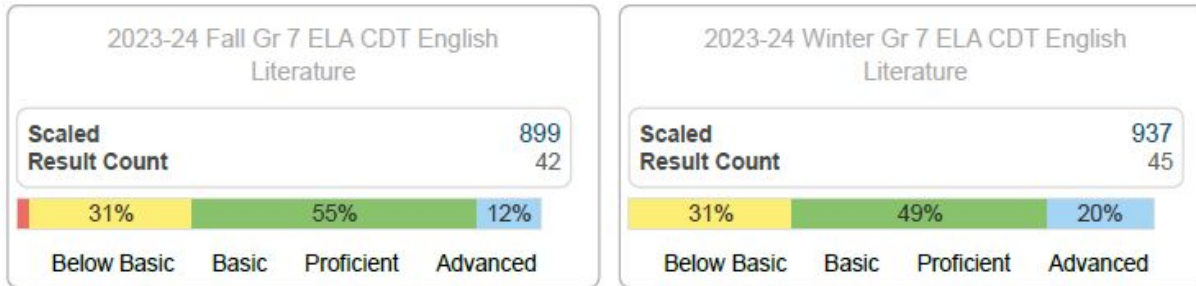 2023-24 Fall Gr 7 ELA CDT English
Literature
Scaled 899
Result Count 42
31% 55% 12%
Below Basic Basic Proficient Advanced
2023-24 Winter Gr 7 ELA CDT English
Literature
Scaled 937
Result Count 45
31% 49% 20%
Below Basic Basic Proficient Advanced